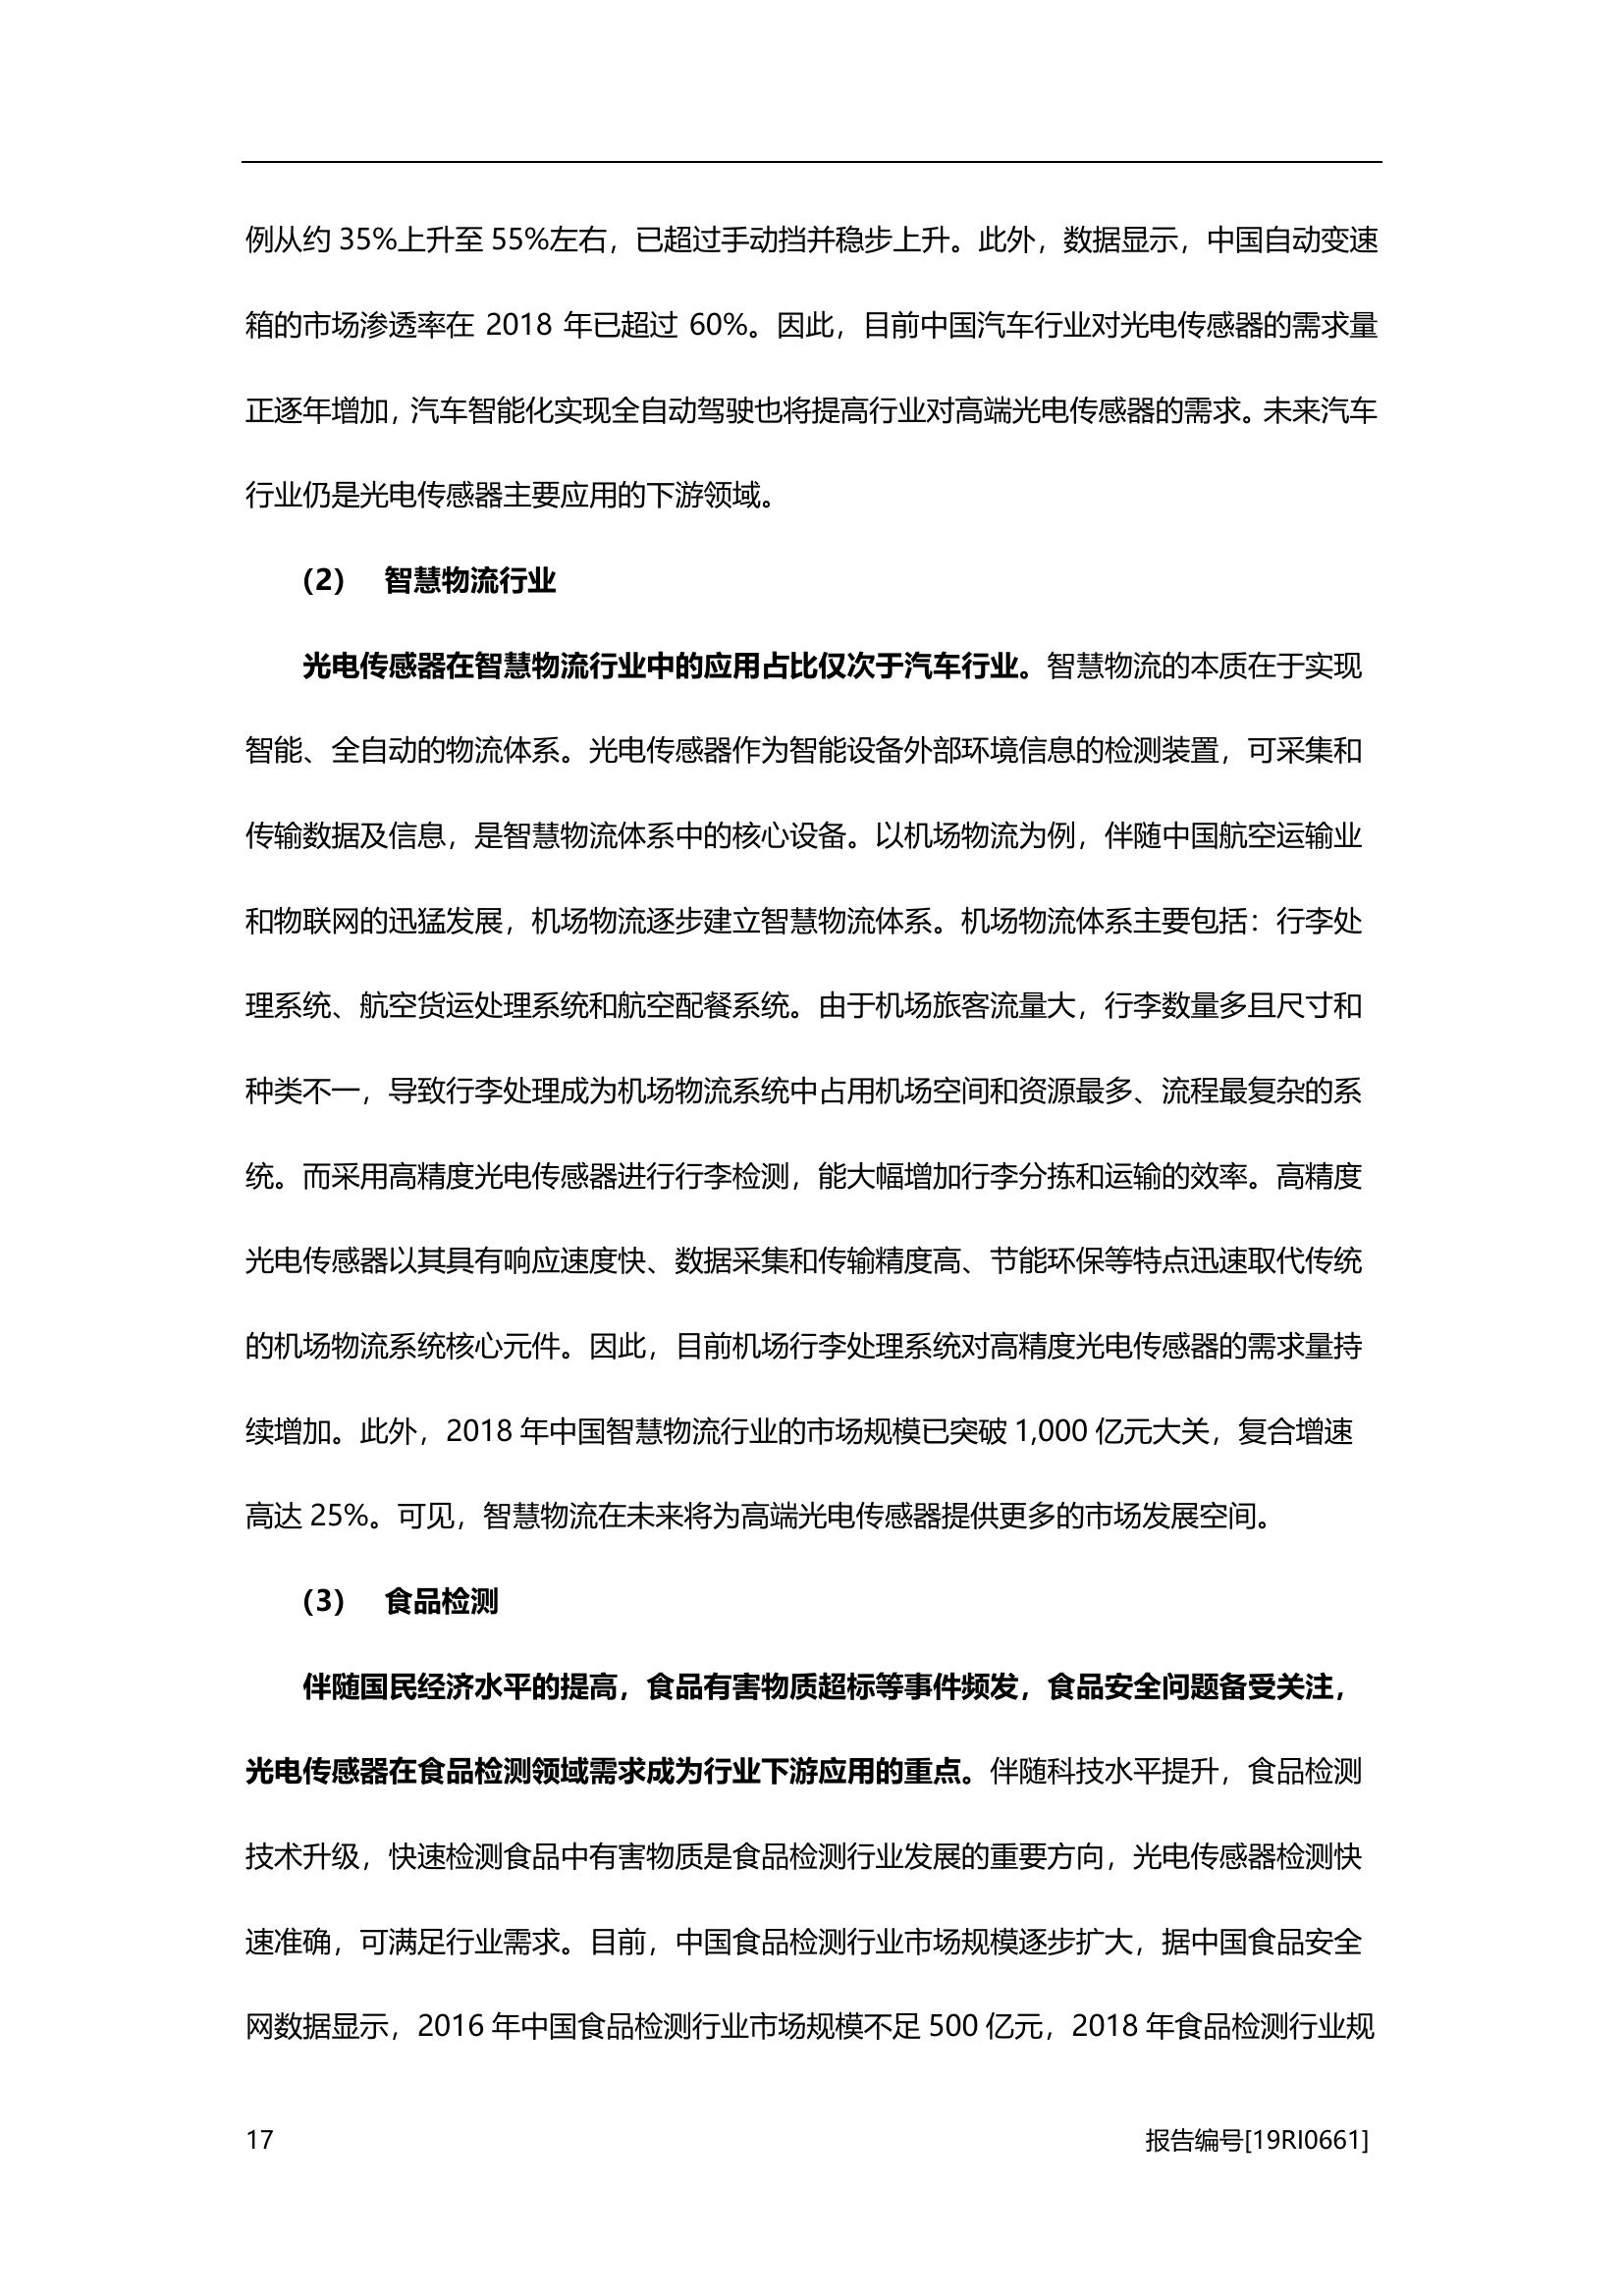 例从约 35%上升至 55%左右，已超过手动挡并稳步上升。此外，数据显示，中国自动变速
箱的市场渗透率在 2018 年已超过 60%。因此，目前中国汽车行业对光电传感器的需求量
正逐年增加，汽车智能化实现全自动驾驶也将提高行业对高端光电传感器的需求。未来汽车
行业仍是光电传感器主要应用的下游领域。
（2） 智慧物流行业
光电传感器在智慧物流行业中的应用占比仅次于汽车行业。智慧物流的本质在于实现
智能、全自动的物流体系。光电传感器作为智能设备外部环境信息的检测装置，可采集和
传输数据及信息，是智慧物流体系中的核心设备。以机场物流为例，伴随中国航空运输业
和物联网的迅猛发展，机场物流逐步建立智慧物流体系。机场物流体系主要包括：行李处
理系统、航空货运处理系统和航空配餐系统。由于机场旅客流量大，行李数量多且尺寸和
种类不一，导致行李处理成为机场物流系统中占用机场空间和资源最多、流程最复杂的系
统。而采用高精度光电传感器进行行李检测，能大幅增加行李分拣和运输的效率。高精度
光电传感器以其具有响应速度快、数据采集和传输精度高、节能环保等特点迅速取代传统
的机场物流系统核心元件。因此，目前机场行李处理系统对高精度光电传感器的需求量持
续增加。此外，2018 年中国智慧物流行业的市场规模已突破 1,000 亿元大关，复合增速
高达 25%。可见，智慧物流在未来将为高端光电传感器提供更多的市场发展空间。
（3） 食品检测
伴随国民经济水平的提高，食品有害物质超标等事件频发，食品安全问题备受关注，
光电传感器在食品检测领域需求成为行业下游应用的重点。伴随科技水平提升，食品检测
技术升级，快速检测食品中有害物质是食品检测行业发展的重要方向，光电传感器检测快
速准确，可满足行业需求。目前，中国食品检测行业市场规模逐步扩大，据中国食品安全
网数据显示，2016 年中国食品检测行业市场规模不足 500 亿元，2018 年食品检测行业规
17 报告编号[19RI0661]